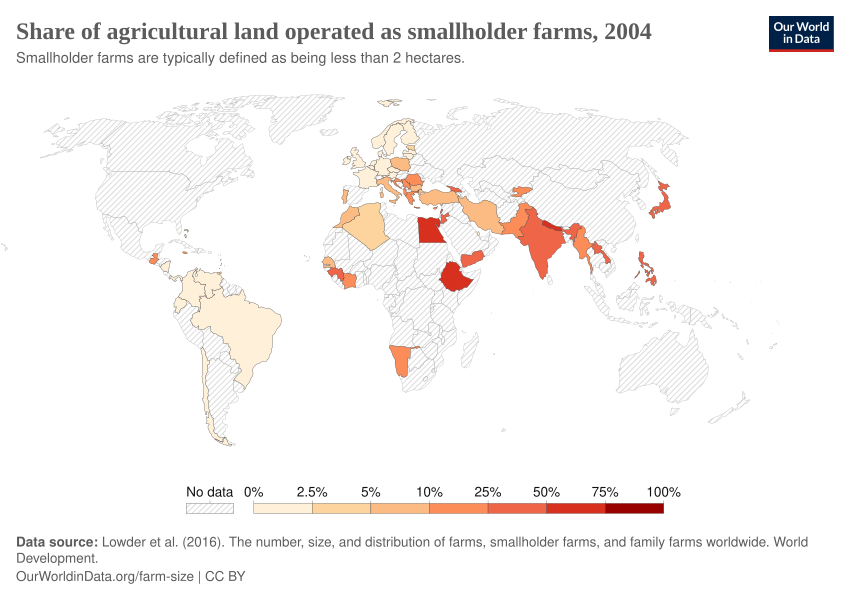 Share of agricultural land operated as smallholder farms, 2004
Our World
in Data
Smallholder farms are typically defined as being less than 2 hectares.
No data 0% 2.5% 5% 10% 25% 50% 75% 100%
Data source: Lowder et al. (2016). The number, size, and distribution of farms, smallholder farms, and family farms worldwide. World
Development.
OurWorldinData.org/farm-size | CC BY